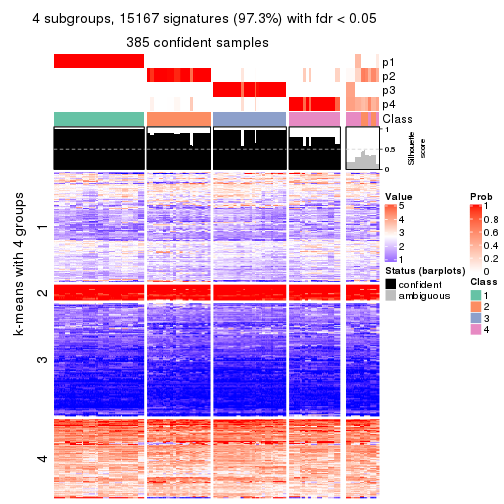 4 subgroups, 15167 signatures (97.3%) with fdr < 0.05
385 confident samples
p1
p2
p3
p4
Class
1
0.5
0
Silhouette
score
k-means with 4 groups
1
2
3
4
Value
5
4
3
2
1
Prob
1
0.8
0.6
0.4
0.2
0
Status (barplots)
confident
ambiguous
Class
1
2
3
4